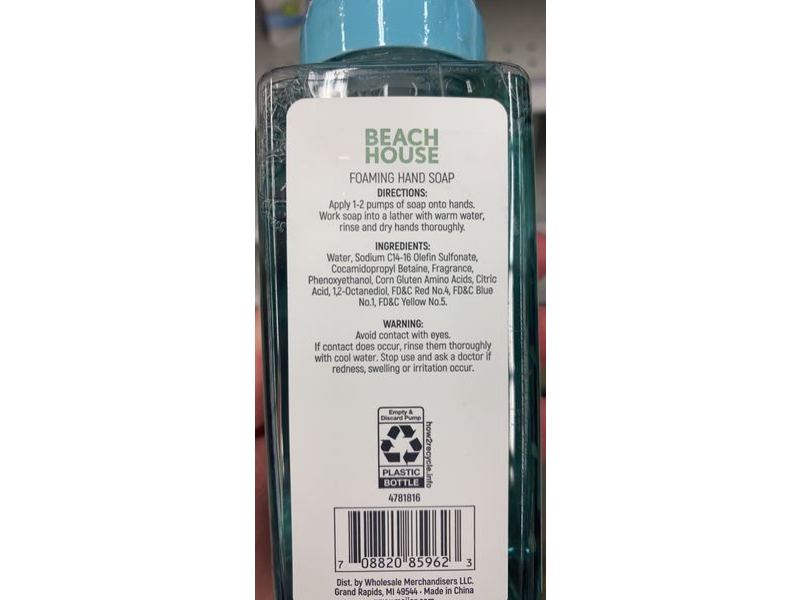 BEACH
HOUSE
FOAMING HAND SOAP
DIRECTIONS:
Apply 1-2 pumps of soap onto hands.
Work soap into a lather with warm water,
rinse and dry hands thoroughly.
INGREDIENTS:
Water, Sodium C14-16 Olefin Sulfonate,
Cocamidopropyl Betaine, Fragrance,
Phenoxyethanol, Corn Gluten Amino Acids, Citric
Acid, 1,2-Octanediol, FD&C Red No.4, FD&C Blue
No.1, FD&C Yellow No.5.
WARNING:
Avoid contact with eyes.
If contact does occur, rinse them thoroughly
with cool water. Stop use and ask a doctor if
redness, swelling or irritation occur.
Empty &
Discard Pump
PLASTIC
BOTTLE
how2recycle.info
4781816
7 08820 85962 3
Dist. by Wholesale Merchandisers LLC.
Grand Rapids, MI 49544 - Made in China